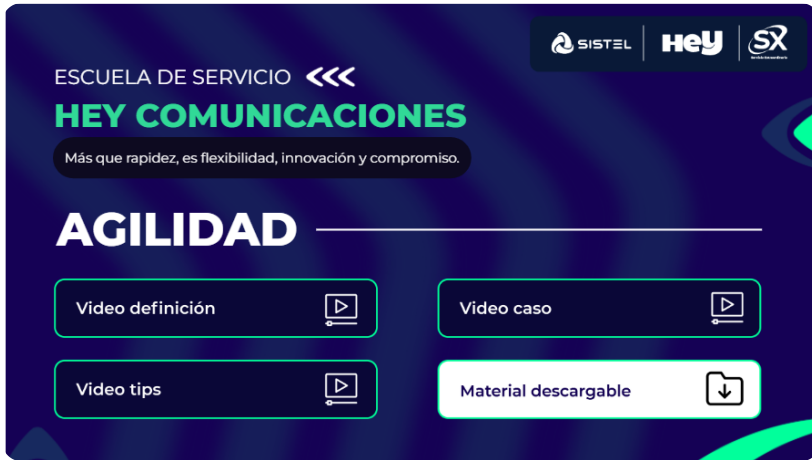 SISTEL
HeY
SX
ESCUELA DE SERVICIO
HEY COMUNICACIONES
Más que rapidez, es flexibilidad, innovación y compromiso.
AGILIDAD
Video definición
Video caso
Video tips
Material descargable